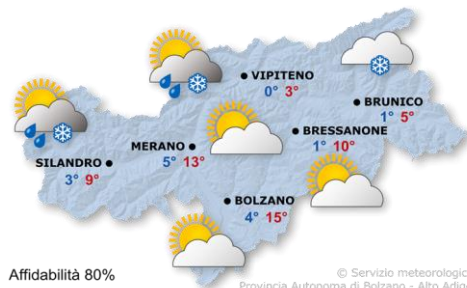 VIPITENO
0° 3°
BRUNICO
1° 5°
BRESSANONE
1° 10°
MERANO
5° 13°
SILANDRO
3° 9°
BOLZANO
4° 15°
Affidabilità 80%
© Servizio meteorologic
Provincia Autonoma di Bolzano - Alto Adig